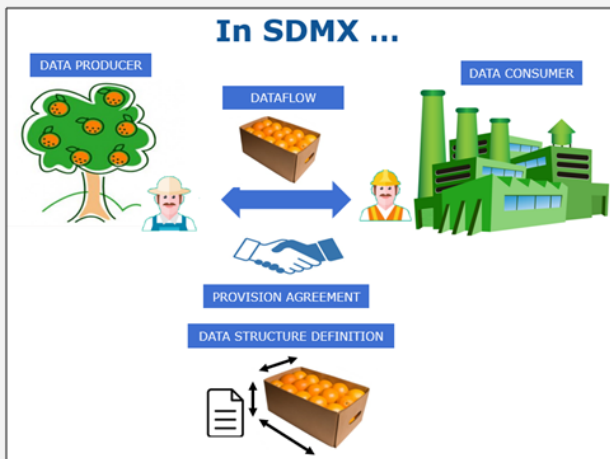 In SDMX ...
DATA PRODUCER
DATA CONSUMER
DATAFLOW
PROVISION AGREEMENT
DATA STRUCTURE DEFINITION